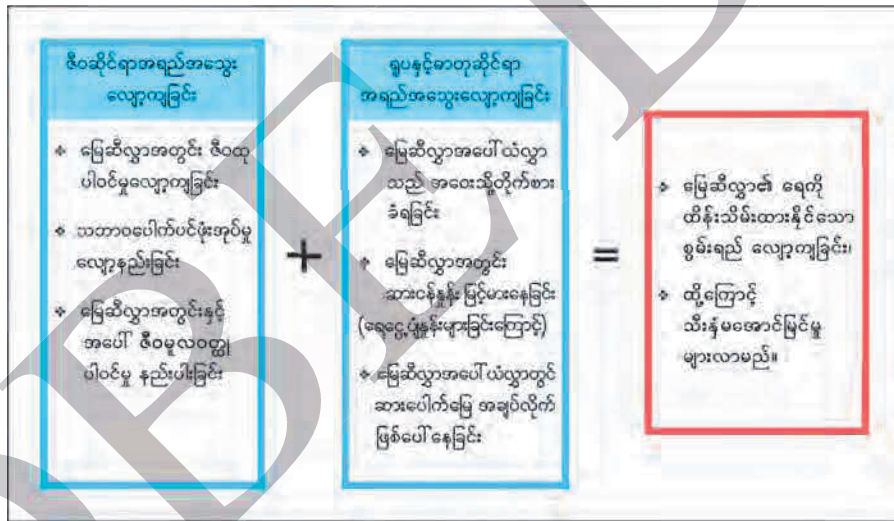 ဇီဝဆိုင်ရာအရည်အသွေး
လျော့ကျခြင်း
❖ မြေဆီလွှာအတွင်း ဇီဝထု
ပါဝင်မှုလျော့ကျခြင်း
❖ သဘာဝပေါက်ပင်ဖုံးအုပ်မှု
လျော့နည်းခြင်း
❖ မြေဆီလွှာအတွင်းနှင့်
အပေါ် ဇီဝမူလဝတ္ထု
ပါဝင်မှု နည်းပါးခြင်း
+
ရုပ်နှင့်ဓာတုဆိုင်ရာ
အရည်အသွေးလျော့ကျခြင်း
❖ မြေဆီလွှာအပေါ်ယံလွှာ
သည် အဝေးသို့တိုက်စား
ခံရခြင်း
❖ မြေဆီလွှာအတွင်း
ဆားငန်နှုန်း မြင့်မားနေခြင်း
(ရေငွေ့ပျံနှုန်းများခြင်းကြောင့်)
❖ မြေဆီလွှာအပေါ်ယံလွှာတွင်
ဆားပေါက်မြေ အချပ်လိုက်
ဖြစ်ပေါ်နေခြင်း
=
❖ မြေဆီလွှာ၏ ရေကို
ထိန်းသိမ်းထားနိုင်သော
စွမ်းရည် လျော့ကျခြင်း၊
❖ ထို့ကြောင့်
သီးနှံမအောင်မြင်မှု
များလာမည်။